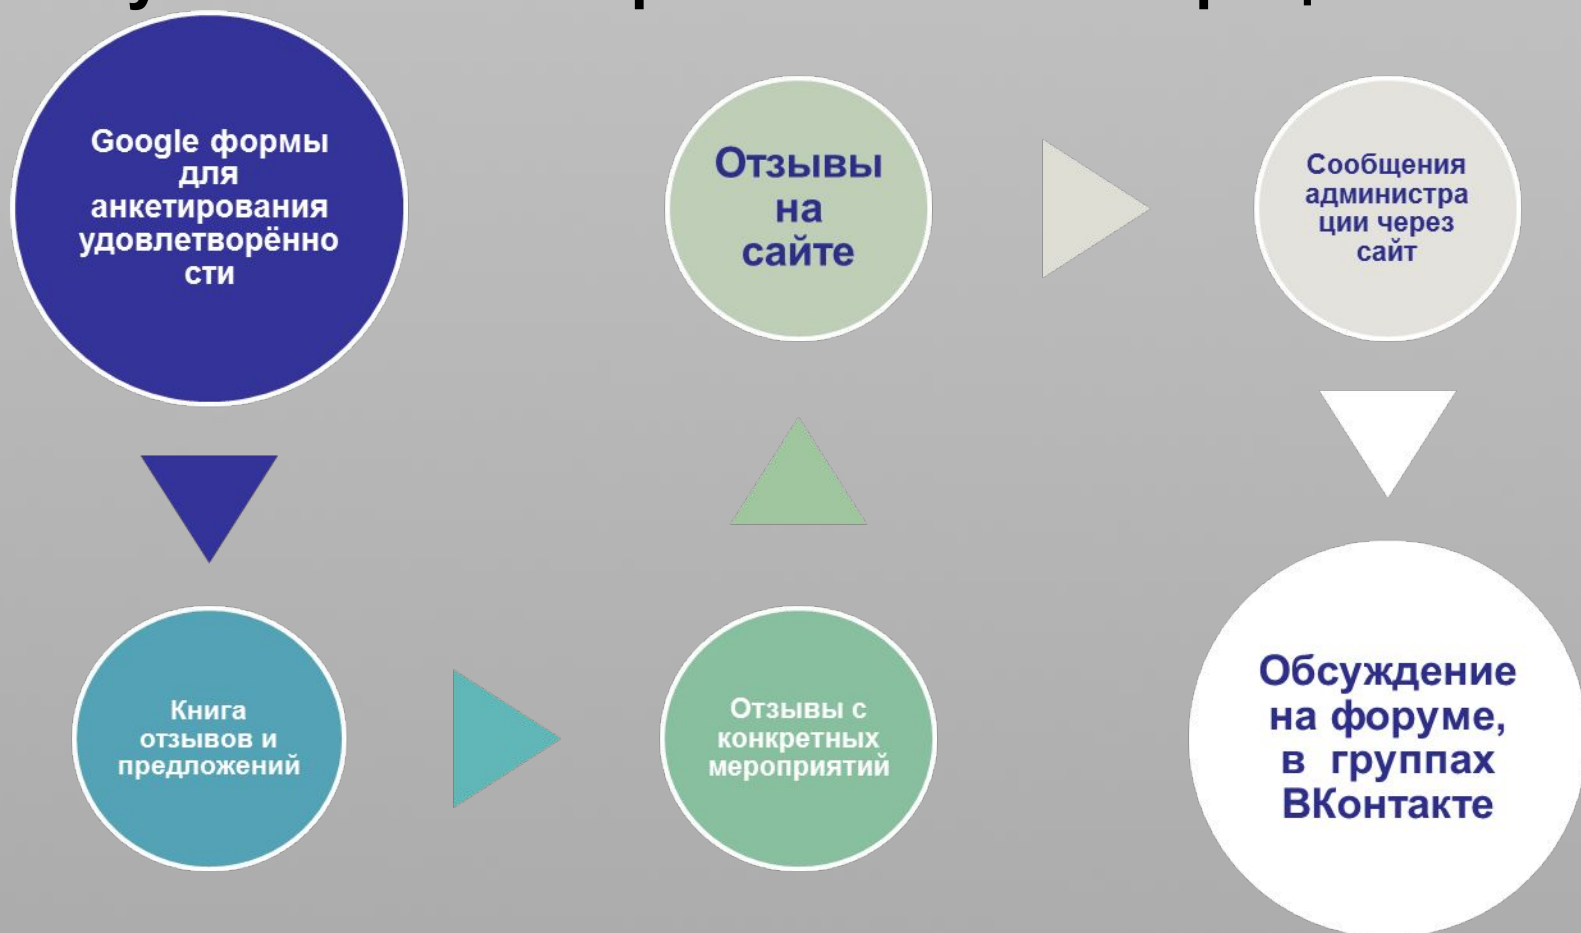 Google формы
для
анкетирования
удовлетворённо
сти
Книга
отзывов и
предложений
Отзывы с
конкретных
мероприятий
Отзывы
на
сайте
Сообщения
администра
ции через
сайт
Обсуждение
на форуме,
в группах
ВКонтакте